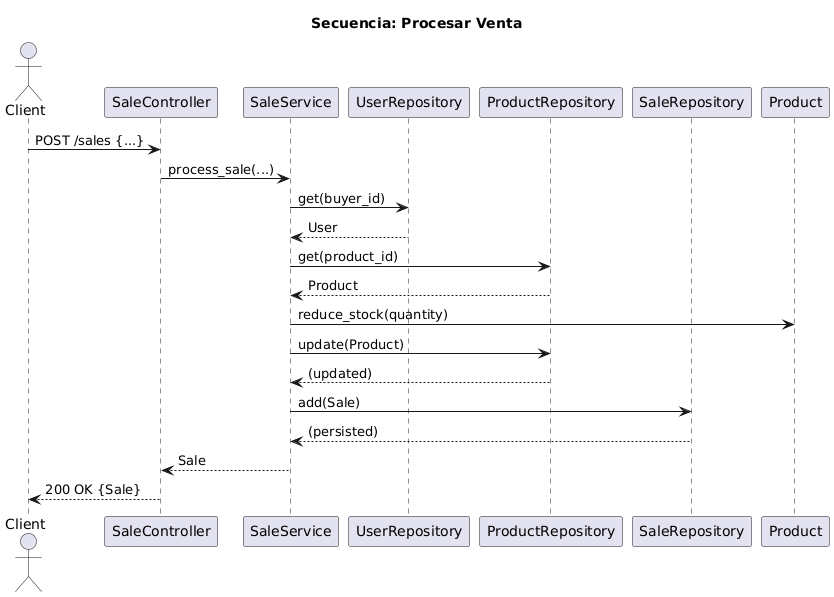 Secuencia: Procesar Venta
Client
SaleController
SaleService
UserRepository
ProductRepository
SaleRepository
Product
POST /sales {...}
process_sale(...)
get(buyer_id)
User
get(product_id)
Product
reduce_stock(quantity)
update(Product)
(updated)
add(Sale)
(persisted)
Sale
200 OK {Sale}
Client
SaleController
SaleService
UserRepository
ProductRepository
SaleRepository
Product